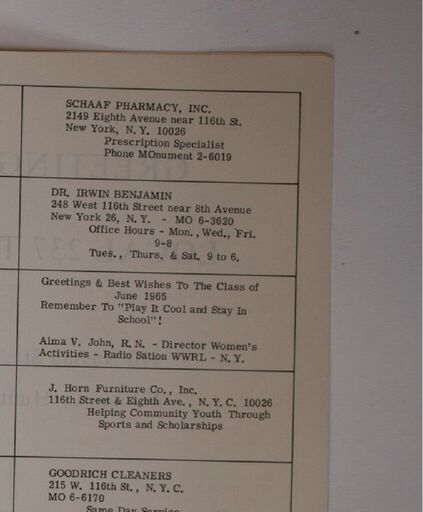 SCHAAF PHARMACY, INC.
2149 Eighth Avenue near 116th St.
New York, N. Y. 10026
Prescription Specialist
Phone MOnument 2-6019
DR. IRWIN BENJAMIN
248 West 116th Street near 8th Avenue
New York 26, N. Y. - MO 6-3620
Office Hours - Mon., Wed., Fri.
9-8
Tues., Thurs, & Sat. 9 to 6.
Greetings & Best Wishes To The Class of
June 1965
Remember To "Play It Cool and Stay In
School"!
Alma V. John, R. N. - Director Women's
Activities - Radio Sation WWRL - N. Y.
J. Horn Furniture Co., Inc.
116th Street & Eighth Ave., N. Y. C. 10026
Helping Community Youth Through
Sports and Scholarships
GOODRICH CLEANERS
215 W. 116th St., N. Y. C.
MO 6-6170
Same Day Service